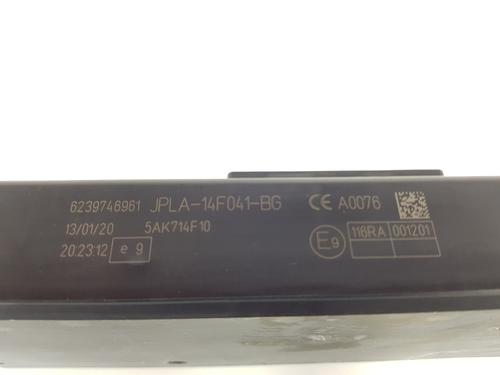 6239746961 JPLA-14F041-BG CE A0076
13/01/20 5AK714F10
20:23:12 e 9 E9 116RA 001201